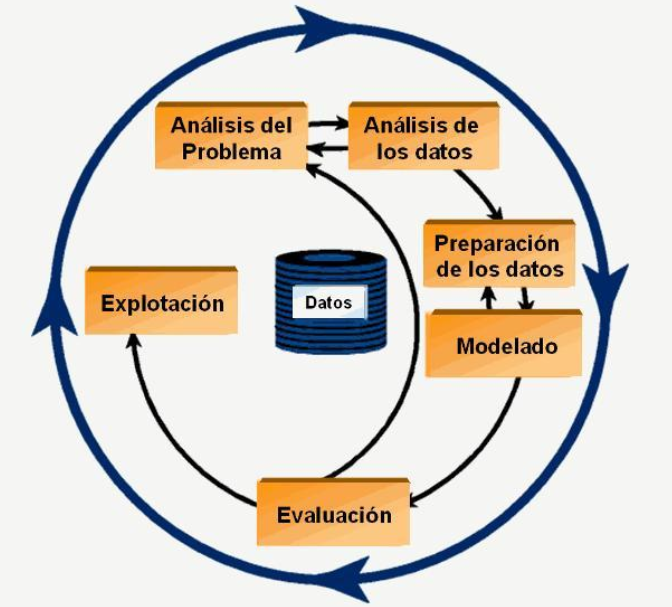 Análisis del
Problema
Análisis de
los datos
Preparación
de los datos
Explotación
Datos
Modelado
Evaluación